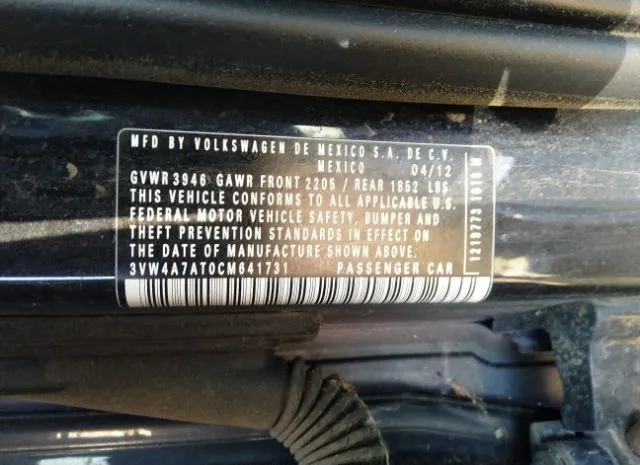 MFD BY VOLKSWAGEN DE MEXICO S.A. DE C.V.
MEXICO 04/12
GVWR 3946 GAWR FRONT 2205 / REAR 1852 LBS
THIS VEHICLE CONFORMS TO ALL APPLICABLE U.S.
FEDERAL MOTOR VEHICLE SAFETY, BUMPER AND
THEFT PREVENTION STANDARDS IN EFFECT ON
THE DATE OF MANUFACTURE SHOWN ABOVE.
3VW4A7AT0CM641731 PASSENGER CAR
1319773 1010 M